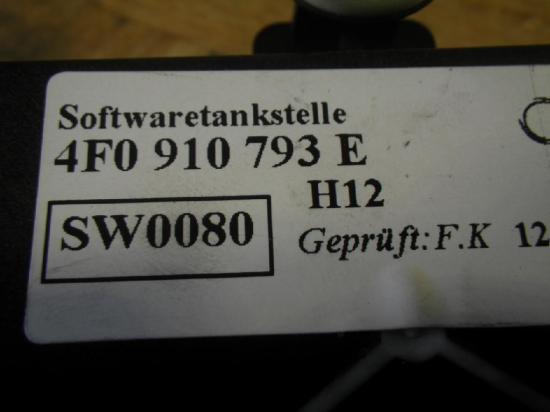 Softwaretankstelle
4F0 910 793 E
H12
SW0080
Geprüft: F.K 12